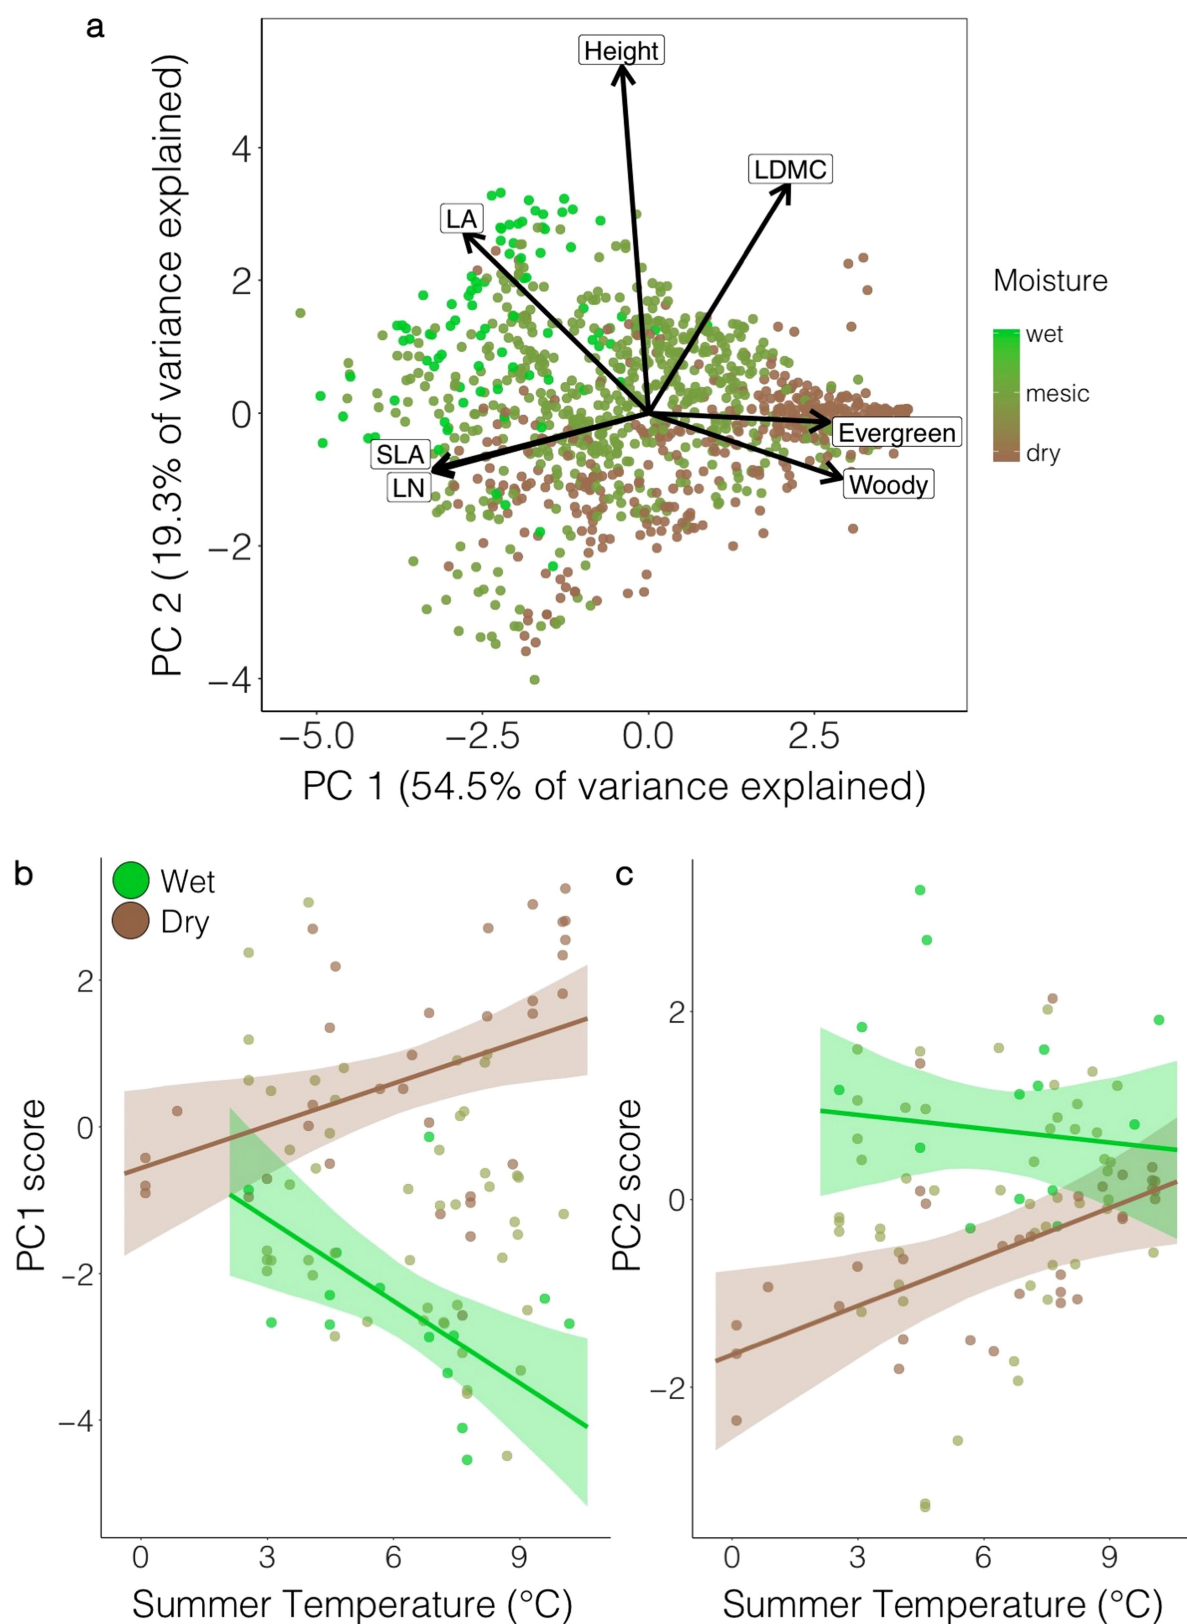 a
PC 2 (19.3% of variance explained)
4
2
0
−2
−4
Height
LDMC
LA
SLA
LN
Evergreen
Woody
Moisture
wet
mesic
dry
−5.0 −2.5 0.0 2.5
PC 1 (54.5% of variance explained)
b
Wet
Dry
PC1 score
2
0
−2
−4
0 3 6 9
Summer Temperature (°C)
c
PC2 score
2
0
−2
0 3 6 9
Summer Temperature (°C)